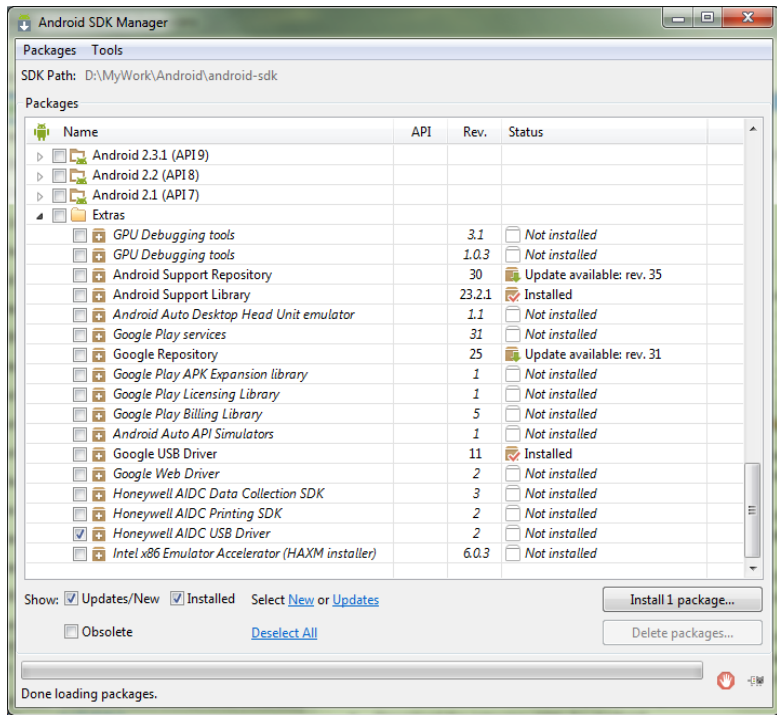 Android SDK Manager
Packages Tools
SDK Path: D:\MyWork\Android\android-sdk
Packages
Name API Rev. Status
Android 2.3.1 (API 9)
Android 2.2 (API 8)
Android 2.1 (API 7)
Extras
GPU Debugging tools 3.1 Not installed
GPU Debugging tools 1.0.3 Not installed
Android Support Repository 30 Update available: rev. 35
Android Support Library 23.2.1 Installed
Android Auto Desktop Head Unit emulator 1.1 Not installed
Google Play services 31 Not installed
Google Repository 25 Update available: rev. 31
Google Play APK Expansion library 1 Not installed
Google Play Licensing Library 1 Not installed
Google Play Billing Library 5 Not installed
Android Auto API Simulators 1 Not installed
Google USB Driver 11 Installed
Google Web Driver 2 Not installed
Honeywell AIDC Data Collection SDK 3 Not installed
Honeywell AIDC Printing SDK 2 Not installed
Honeywell AIDC USB Driver 2 Not installed
Intel x86 Emulator Accelerator (HAXM installer) 6.0.3 Not installed
Show: Updates/New Installed Select New or Updates Install 1 package...
Obsolete Deselect All Delete packages...
Done loading packages.